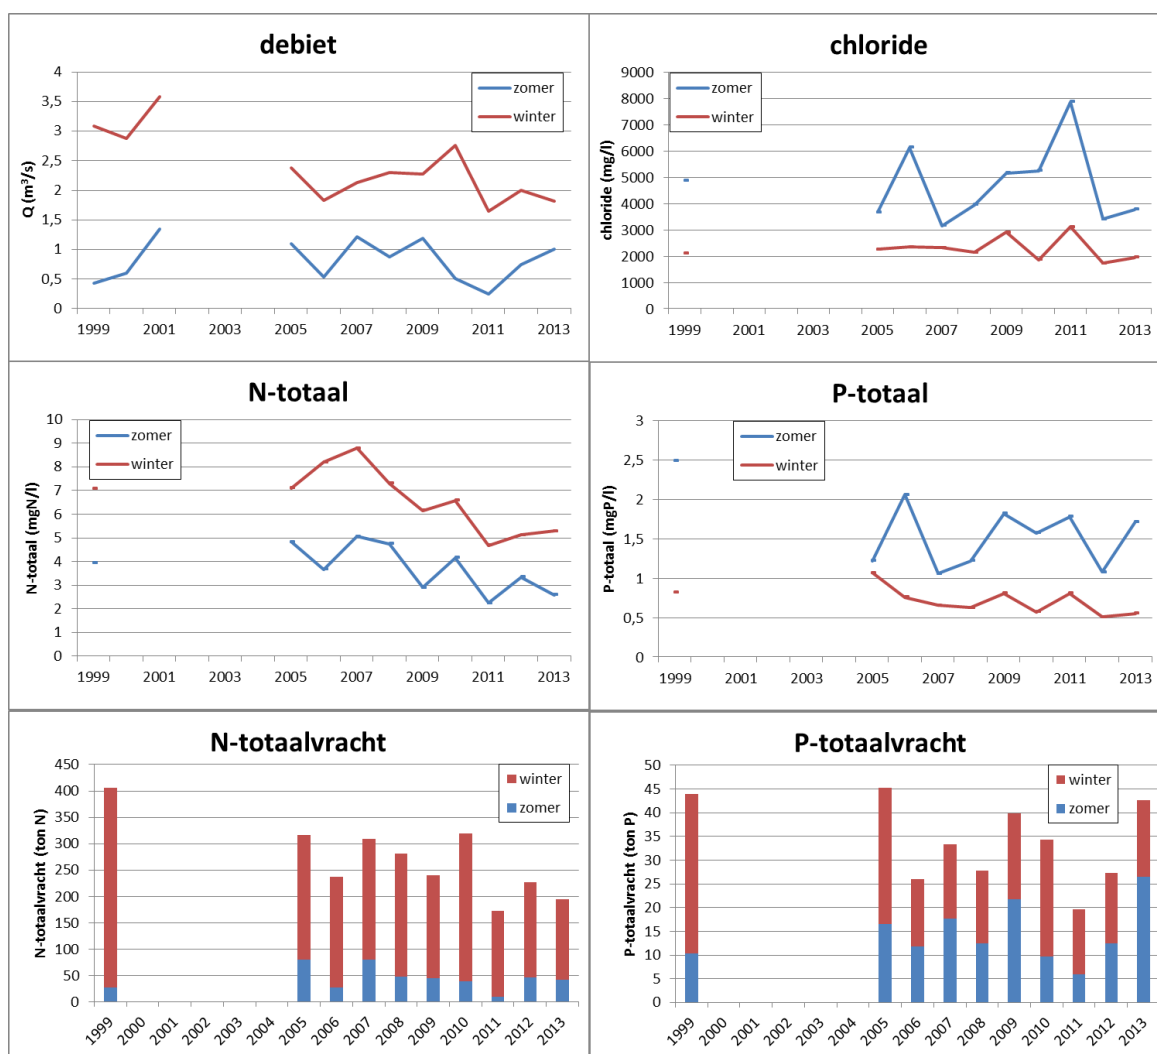 debiet
4
3,5
3
2,5
2
1,5
1
0,5
0
Q (m³/s)
zomer
winter
1999 2001 2003 2005 2007 2009 2011 2013
chloride
9000
8000
7000
6000
5000
4000
3000
2000
1000
0
chloride (mg/l)
zomer
winter
1999 2001 2003 2005 2007 2009 2011 2013
N-totaal
10
9
8
7
6
5
4
3
2
1
0
N-totaal (mgN/l)
zomer
winter
1999 2001 2003 2005 2007 2009 2011 2013
P-totaal
3
2,5
2
1,5
1
0,5
0
P-totaal (mgP/l)
zomer
winter
1999 2001 2003 2005 2007 2009 2011 2013
N-totaalvracht
450
400
350
300
250
200
150
100
50
0
N-totaalvracht (ton N)
winter
zomer
1999 2000 2001 2002 2003 2004 2005 2006 2007 2008 2009 2010 2011 2012 2013
P-totaalvracht
50
45
40
35
30
25
20
15
10
5
0
P-totaalvracht (ton P)
winter
zomer
1999 2000 2001 2002 2003 2004 2005 2006 2007 2008 2009 2010 2011 2012 2013